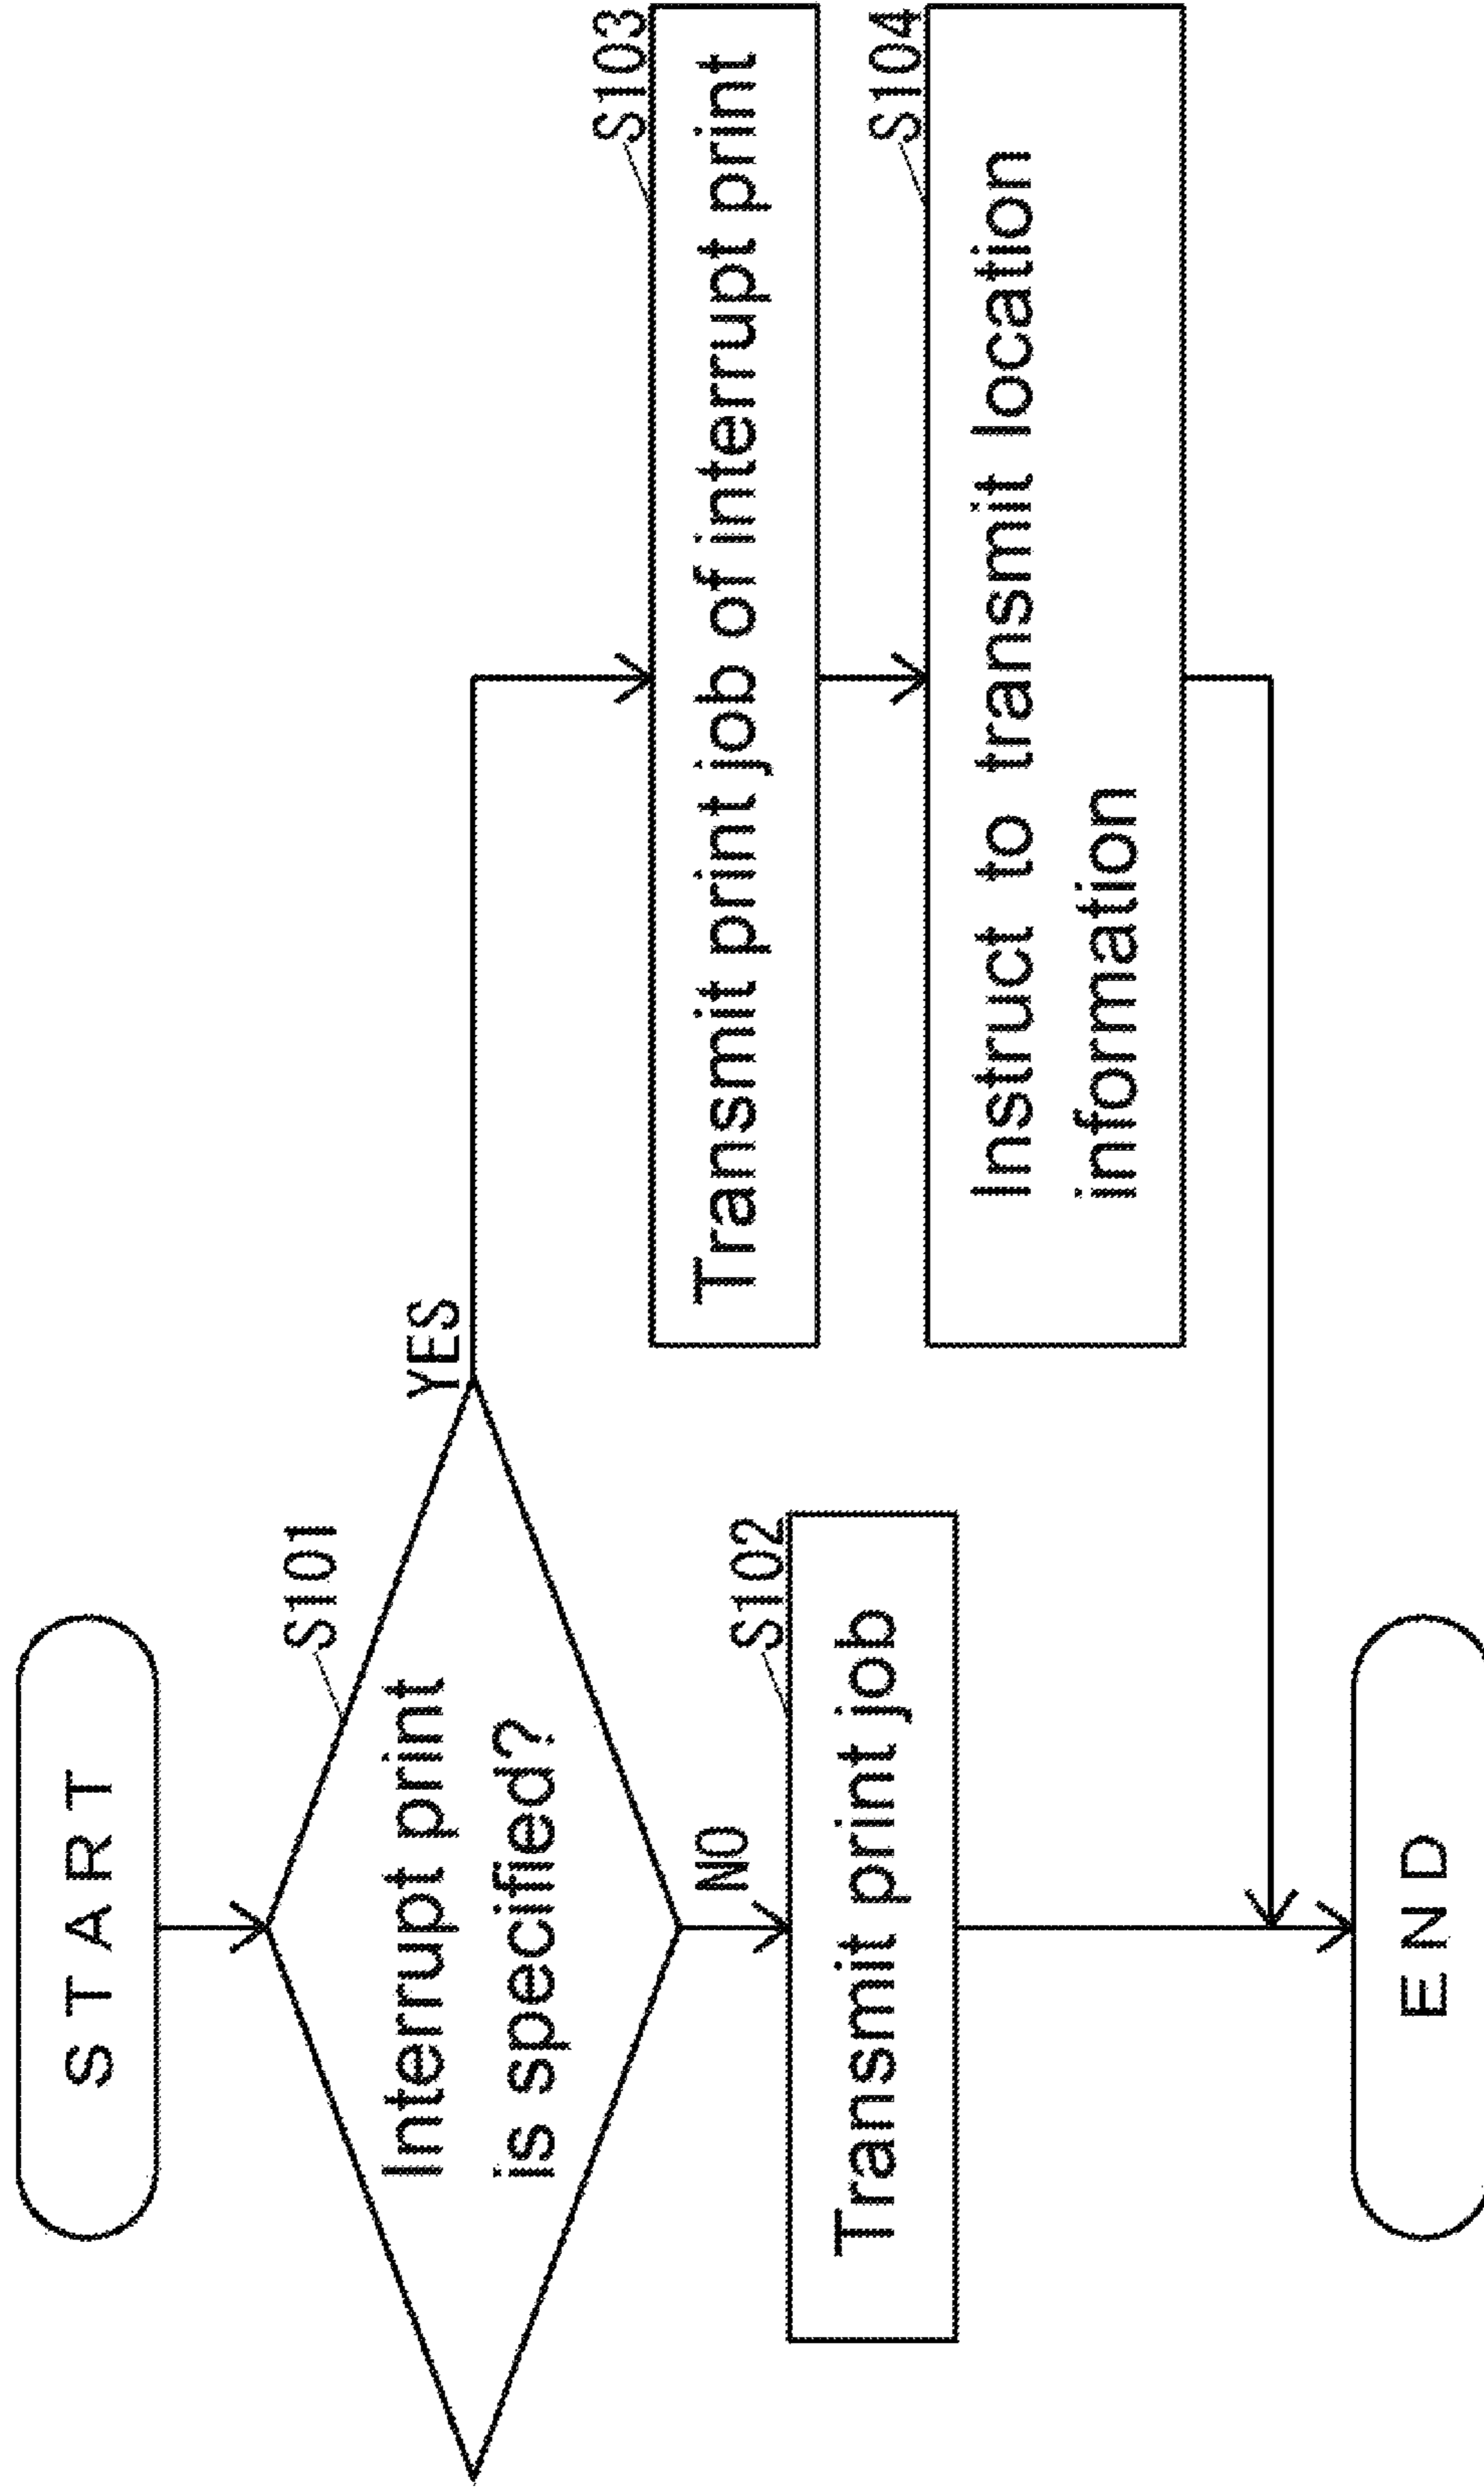 START
S101
Interrupt print
is specified?
YES
NO
S102
Transmit print job
S103
Transmit print job of interrupt print
S104
Instruct to transmit location
information
END